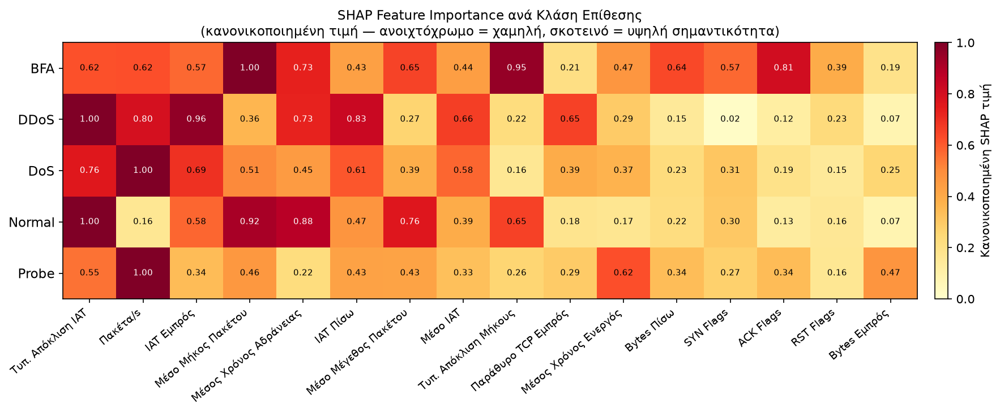 SHAP Feature Importance ανά Κλάση Επίθεσης
(κανονικοποιημένη τιμή — ανοιχτόχρωμο = χαμηλή, σκοτεινό = υψηλή σημαντικότητα)
BFA 0.62 0.62 0.57 1.00 0.73 0.43 0.65 0.44 0.95 0.21 0.47 0.64 0.57 0.81 0.39 0.19
DDoS 1.00 0.80 0.96 0.36 0.73 0.83 0.27 0.66 0.22 0.65 0.29 0.15 0.02 0.12 0.23 0.07
DoS 0.76 1.00 0.69 0.51 0.45 0.61 0.39 0.58 0.16 0.39 0.37 0.23 0.31 0.19 0.15 0.25
Normal 1.00 0.16 0.58 0.92 0.88 0.47 0.76 0.39 0.65 0.18 0.17 0.22 0.30 0.13 0.16 0.07
Probe 0.55 1.00 0.34 0.46 0.22 0.43 0.43 0.33 0.26 0.29 0.62 0.34 0.27 0.34 0.16 0.47
Τυπ. Απόκλιση IAT
Πακέτα/s
IAT Εμπρός
Μέσο Μήκος Πακέτου
Μέσος Χρόνος Αδράνειας
IAT Πίσω
Μέσο Μέγεθος Πακέτου
Μέσο IAT
Τυπ. Απόκλιση Μήκους
Παράθυρο TCP Εμπρός
Μέσος Χρόνος Ενεργός
Bytes Πίσω
SYN Flags
ACK Flags
RST Flags
Bytes Εμπρός
1.0
0.8
0.6
0.4
0.2
0.0
Κανονικοποιημένη SHAP τιμή